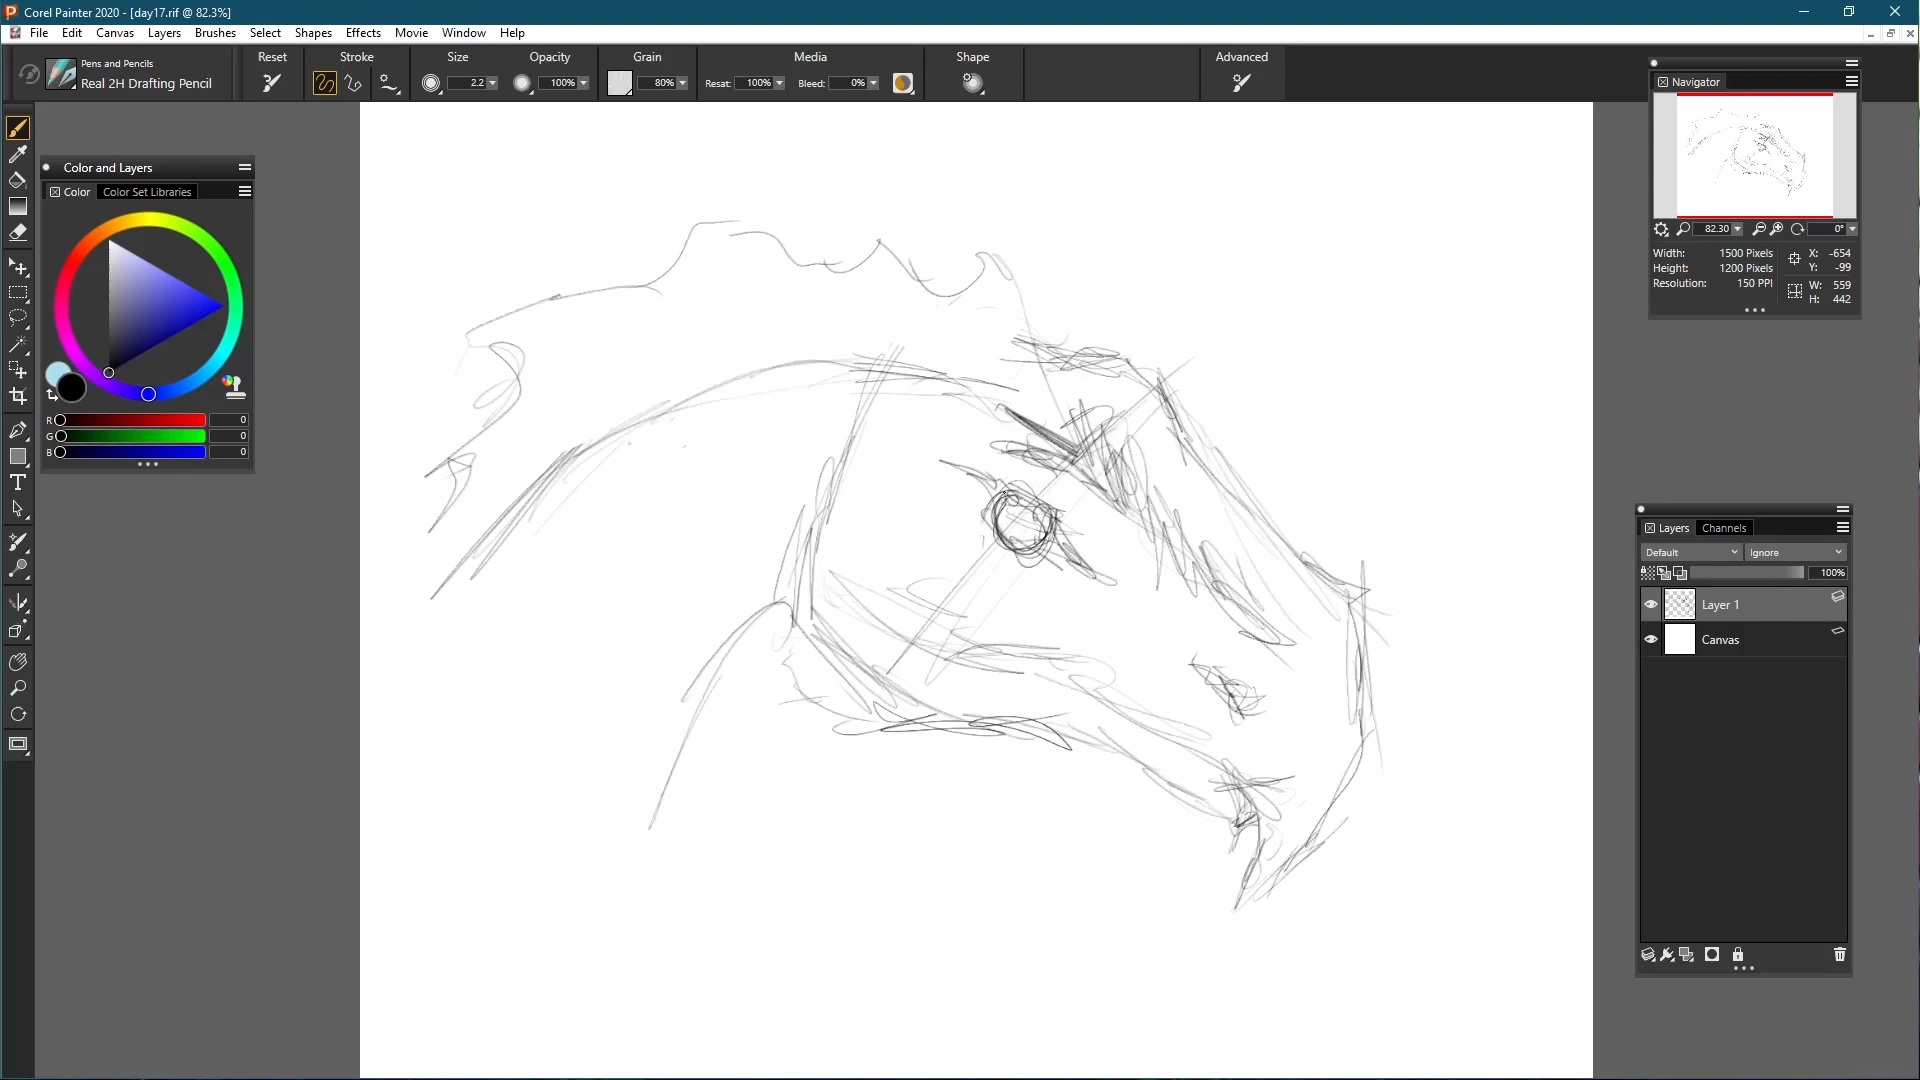 Corel Painter 2020 - [day17.rif @ 82.3%]
File Edit Canvas Layers Brushes Select Shapes Effects Movie Window Help
Pens and Pencils
Real 2H Drafting Pencil
Reset
Stroke
Size
2.2
Opacity
100%
Grain
80%
Media
Resat: 100% Bleed: 0%
Shape
Advanced
Color and Layers
Color Color Set Libraries
R 0
G 0
B 0
T
Navigator
82.30 0°
Width: 1500 Pixels X: -654
Height: 1200 Pixels Y: -99
Resolution: 150 PPI W: 559
H: 442
Layers Channels
Default Ignore
100%
Layer 1
Canvas